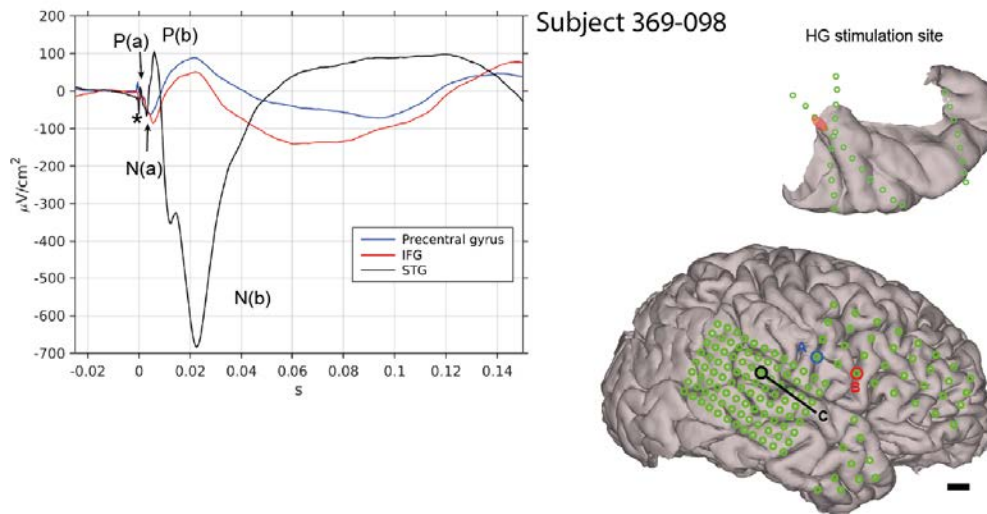 Subject 369-098
HG stimulation site
200
100
0
-100
-200
-300
-400
-500
-600
-700
μV/cm²
P(a)
P(b)
*
N(a)
N(b)
Precentral gyrus
IFG
STG
-0.02 0 0.02 0.04 0.06 0.08 0.1 0.12 0.14
s
A
B
C